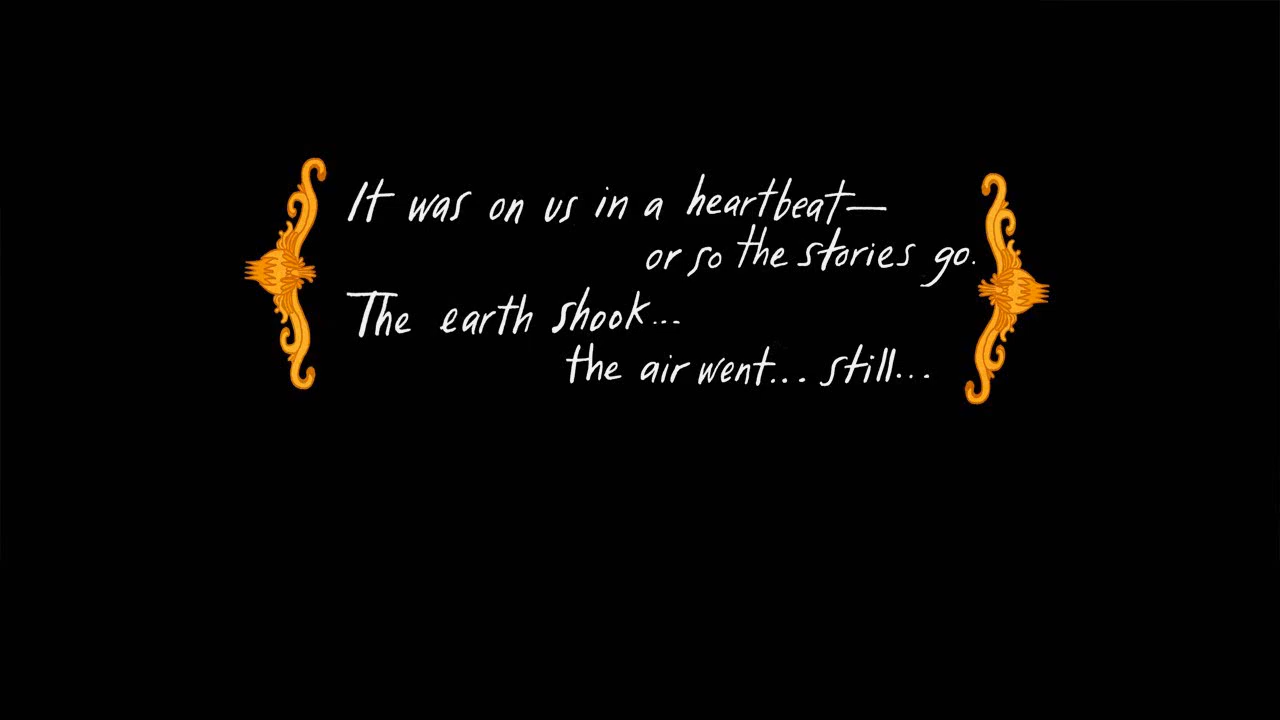 It was on us in a heartbeat—
or so the stories go.
The earth shook...
the air went... still...